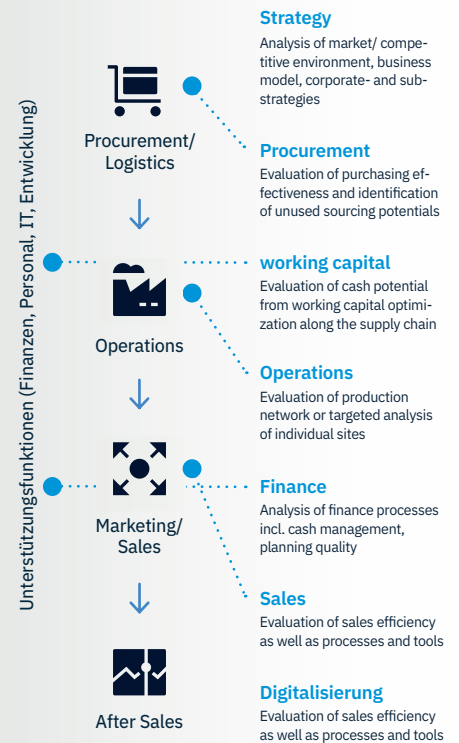 Unterstützungsfunktionen (Finanzen, Personal, IT, Entwicklung)
Procurement/
Logistics
Operations
Marketing/
Sales
After Sales
Strategy
Analysis of market/ compe-
titive environment, business
model, corporate- and sub-
strategies
Procurement
Evaluation of purchasing ef-
fectiveness and identification
of unused sourcing potentials
working capital
Evaluation of cash potential
from working capital optimi-
zation along the supply chain
Operations
Evaluation of production
network or targeted analysis
of individual sites
Finance
Analysis of finance processes
incl. cash management,
planning quality
Sales
Evaluation of sales efficiency
as well as processes and tools
Digitalisierung
Evaluation of sales efficiency
as well as processes and tools